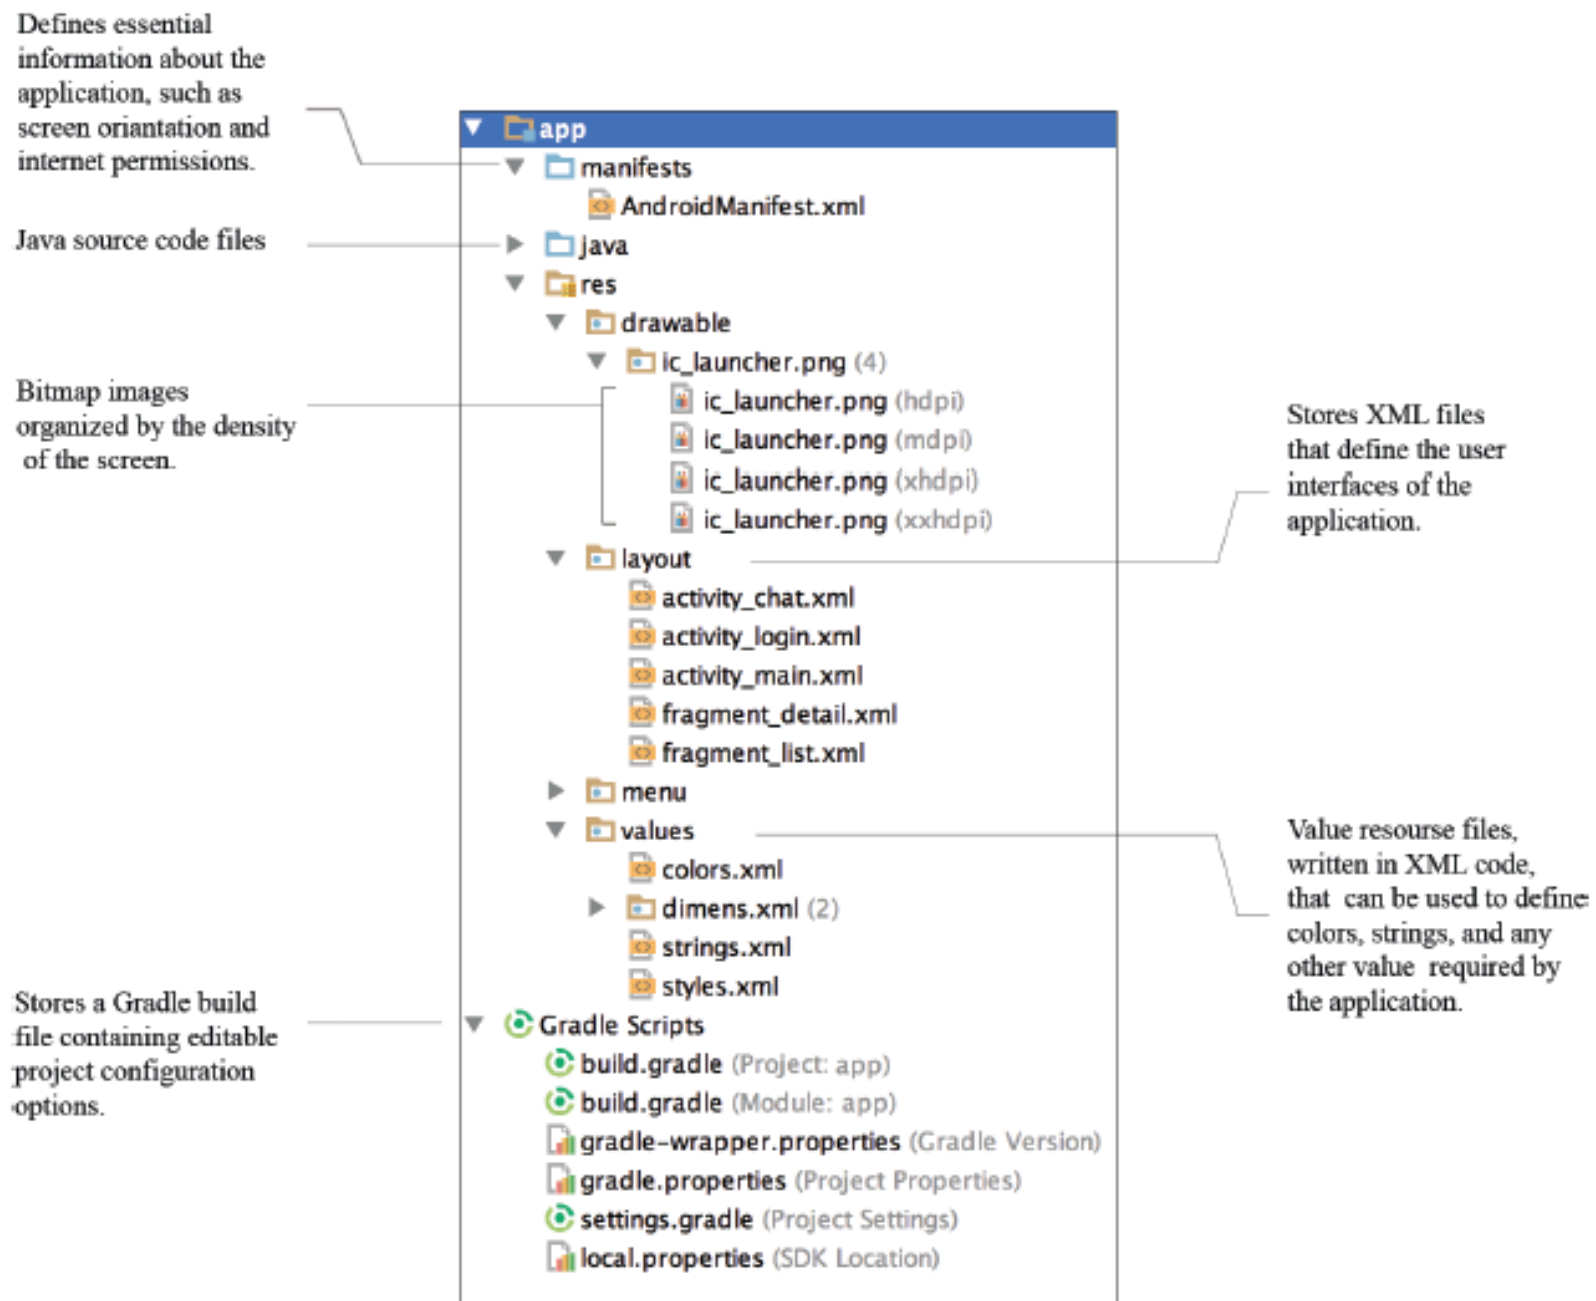 Defines essential
information about the
application, such as
screen oriantation and
internet permissions.
Java source code files
Bitmap images
organized by the density
of the screen.
Stores a Gradle build
file containing editable
project configuration
options.
app
manifests
AndroidManifest.xml
java
res
drawable
ic_launcher.png (4)
ic_launcher.png (hdpi)
ic_launcher.png (mdpi)
ic_launcher.png (xhdpi)
ic_launcher.png (xxhdpi)
layout
activity_chat.xml
activity_login.xml
activity_main.xml
fragment_detail.xml
fragment_list.xml
menu
values
colors.xml
dimens.xml (2)
strings.xml
styles.xml
Gradle Scripts
build.gradle (Project: app)
build.gradle (Module: app)
gradle-wrapper.properties (Gradle Version)
gradle.properties (Project Properties)
settings.gradle (Project Settings)
local.properties (SDK Location)
Stores XML files
that define the user
interfaces of the
application.
Value resourse files,
written in XML code,
that can be used to define
colors, strings, and any
other value required by
the application.